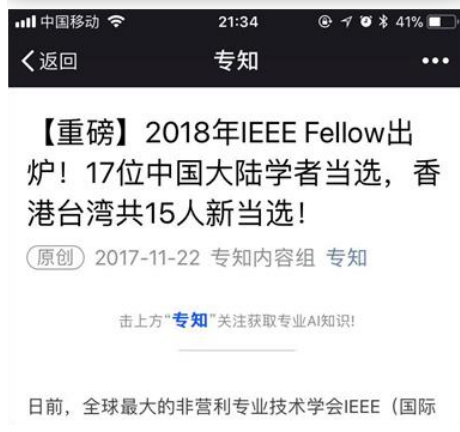 中国移动 21:34 41%
返回 专知
【重磅】2018年IEEE Fellow出
炉！17位中国大陆学者当选，香
港台湾共15人新当选！
原创 2017-11-22 专知内容组 专知
击上方“专知”关注获取专业AI知识!
日前，全球最大的非营利专业技术学会IEEE（国际